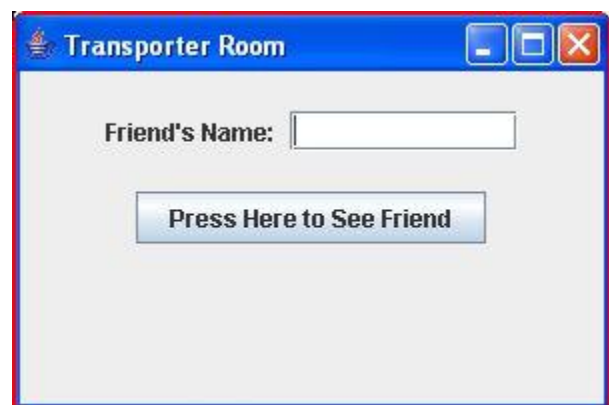 Transporter Room
Friend's Name:
Press Here to See Friend